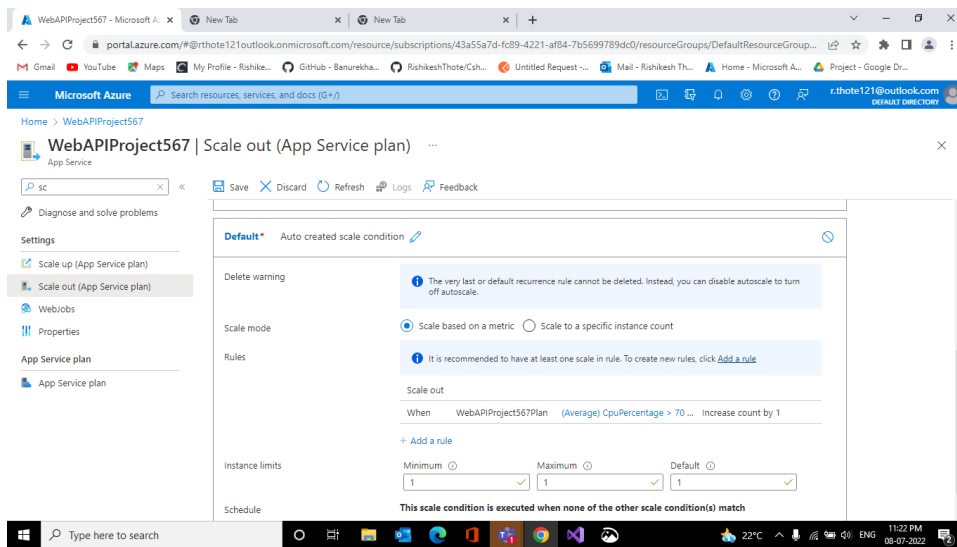 WebAPIProject567 - Microsoft A
New Tab
New Tab
portal.azure.com/#@rthote121outlook.onmicrosoft.com/resource/subscriptions/43a55a7d-fc89-4221-af84-7b5699789dc0/resourceGroups/DefaultResourceGroup...
Gmail YouTube Maps My Profile - Rishike... GitHub - Banurekha... RishikeshThote/Csh... Untitled Request -... Mail - Rishikesh Th... Home - Microsoft A... Project - Google Dr...
Microsoft Azure
Search resources, services, and docs (G+/)
r.thote121@outlook.com
DEFAULT DIRECTORY
Home > WebAPIProject567
WebAPIProject567 | Scale out (App Service plan) ...
App Service
sc
Save Discard Refresh Logs Feedback
Diagnose and solve problems
Settings
Scale up (App Service plan)
Scale out (App Service plan)
WebJobs
Properties
App Service plan
App Service plan
Default* Auto created scale condition
Delete warning
The very last or default recurrence rule cannot be deleted. Instead, you can disable autoscale to turn
off autoscale.
Scale mode
Scale based on a metric Scale to a specific instance count
Rules
It is recommended to have at least one scale in rule. To create new rules, click Add a rule
Scale out
When WebAPIProject567Plan (Average) CpuPercentage > 70 ... Increase count by 1
+ Add a rule
Instance limits
Minimum Maximum Default
1 1 1
Schedule
This scale condition is executed when none of the other scale condition(s) match
Type here to search
22°C
ENG
11:22 PM
08-07-2022
2